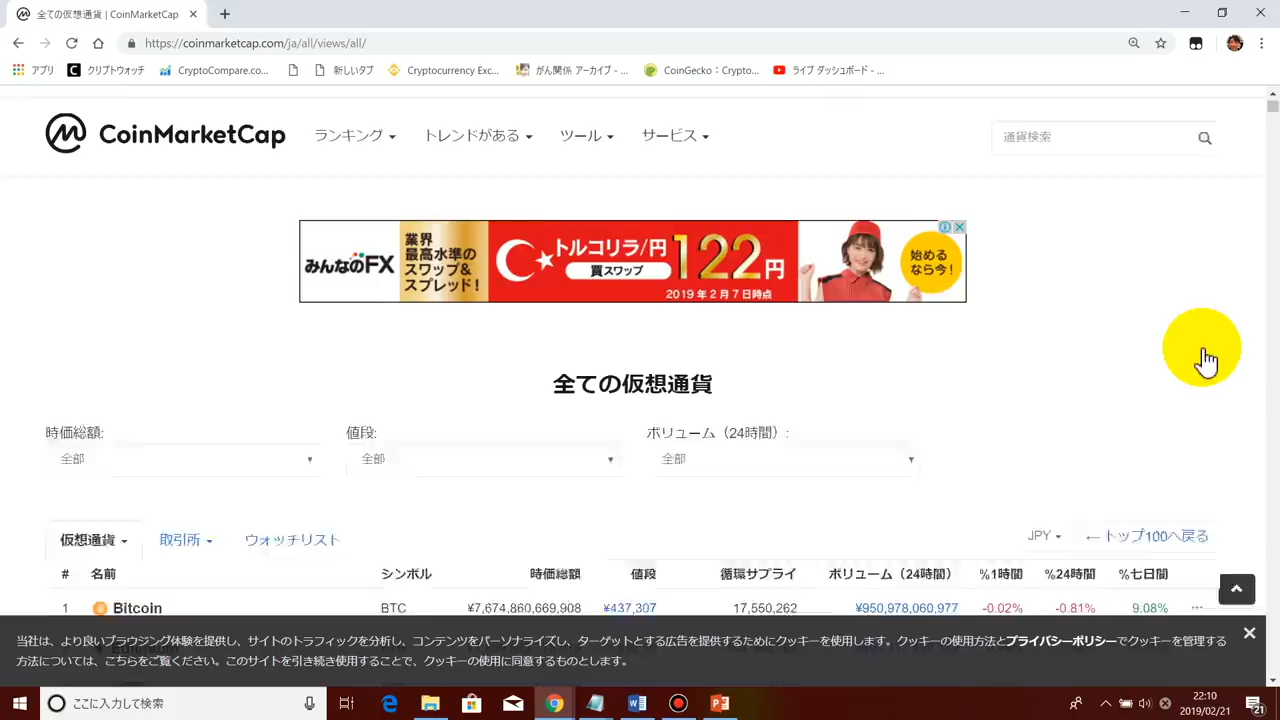 全ての仮想通貨 | CoinMarketCap
https://coinmarketcap.com/ja/all/views/all/
アプリ クリプトウォッチ CryptoCompare.co... 新しいタブ Cryptocurrency Exc... がん関係 アーカイブ - ... CoinGecko：Crypto... ライブ ダッシュボード - ...
CoinMarketCap ランキング トレンドがある ツール サービス 通貨検索
みんなのFX
業界
最高水準の
スワップ&
スプレッド!
トルコリラ/円
買スワップ
122円
2019年2月7日時点
始める
なら今!
全ての仮想通貨
時価総額: 値段: ボリューム（24時間）:
全部 全部 全部
仮想通貨 取引所 ウォッチリスト JPY ← トップ100へ戻る
# 名前 シンボル 時価総額 値段 循環サプライ ボリューム（24時間） %1時間 %24時間 %七日間
1 Bitcoin BTC ¥7,674,860,669,908 ¥437,307 17,550,262 ¥950,978,060,977 -0.02% -0.81% 9.08% ...
当社は、より良いブラウジング体験を提供し、サイトのトラフィックを分析し、コンテンツをパーソナライズし、ターゲットとする広告を提供するためにクッキーを使用します。クッキーの使用方法とプライバシーポリシーでクッキーを管理する
方法については、こちらをご覧ください。このサイトを引き続き使用することで、クッキーの使用に同意するものとします。
ここに入力して検索
22:10
2019/02/21
21